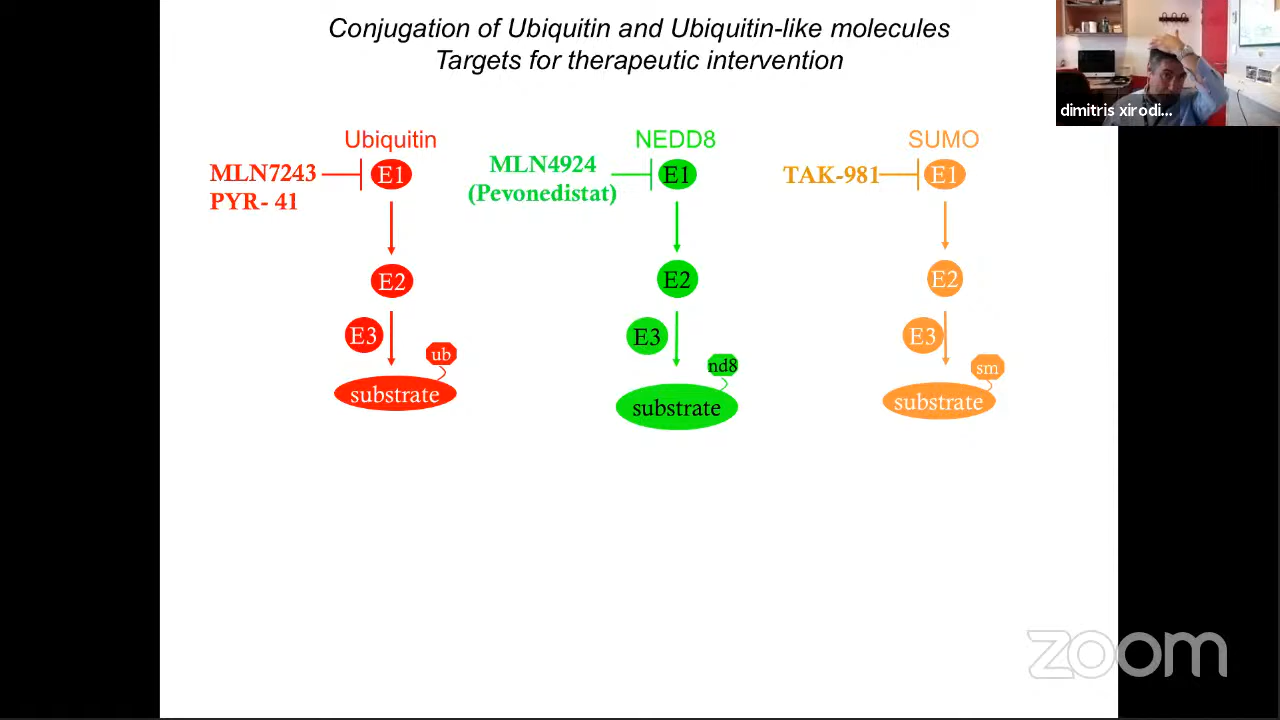 Conjugation of Ubiquitin and Ubiquitin-like molecules
Targets for therapeutic intervention
dimitris xirodi...
Ubiquitin
MLN7243
PYR- 41
E1
E2
E3
ub
substrate
NEDD8
MLN4924
(Pevonedistat)
E1
E2
E3
nd8
substrate
SUMO
TAK-981
E1
E2
E3
sm
substrate
zoom